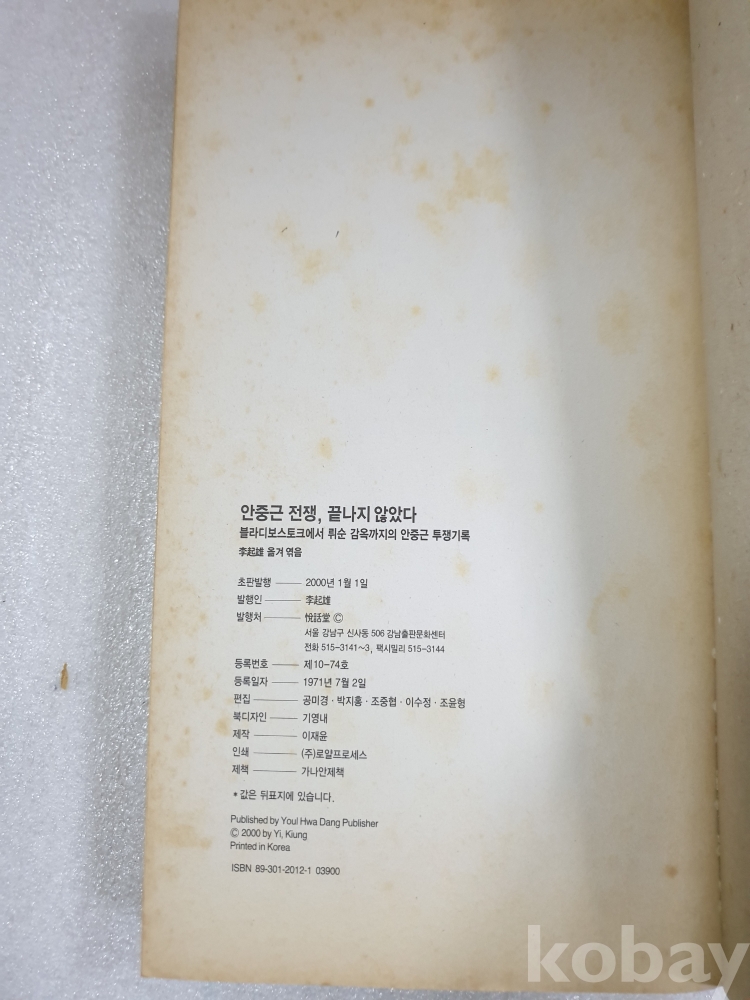 안중근 전쟁, 끝나지 않았다
블라디보스토크에서 뤼순 감옥까지의 안중근 투쟁기록
李起雄 옮겨 엮음
초판발행 — 2000년 1월 1일
발행인 — 李起雄
발행처 — 悅話堂 ©
서울 강남구 신사동 506 강남출판문화센터
전화 515-3141~3, 팩시밀리 515-3144
등록번호 — 제10-74호
등록일자 — 1971년 7월 2일
편집 — 공미경 · 박지홍 · 조중협 · 이수정 · 조윤형
북디자인 — 기영내
제작 — 이재윤
인쇄 — (주)로얄프로세스
제책 — 가나안제책
*값은 뒤표지에 있습니다.
Published by Youl Hwa Dang Publisher
© 2000 by Yi, Kiung
Printed in Korea
ISBN 89-301-2012-1 03900
kobay